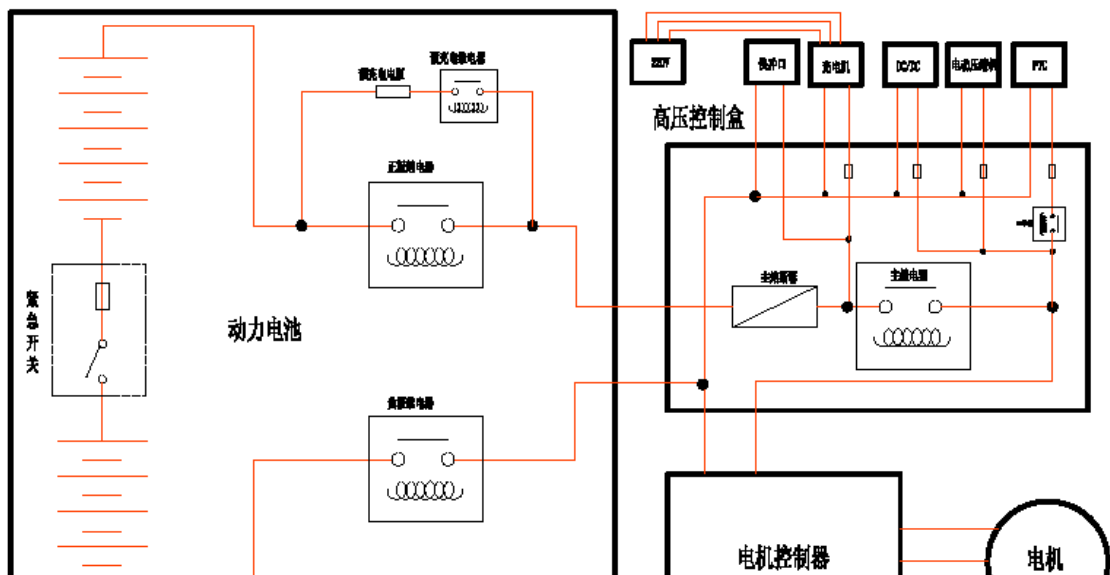 预充电继电器
预充电电阻
正极继电器
紧急开关
动力电池
负极继电器
220V
快冲口
充电机
DC/DC
电动压缩机
PTC
高压控制盒
主熔断器
主继电器
电机控制器
电机